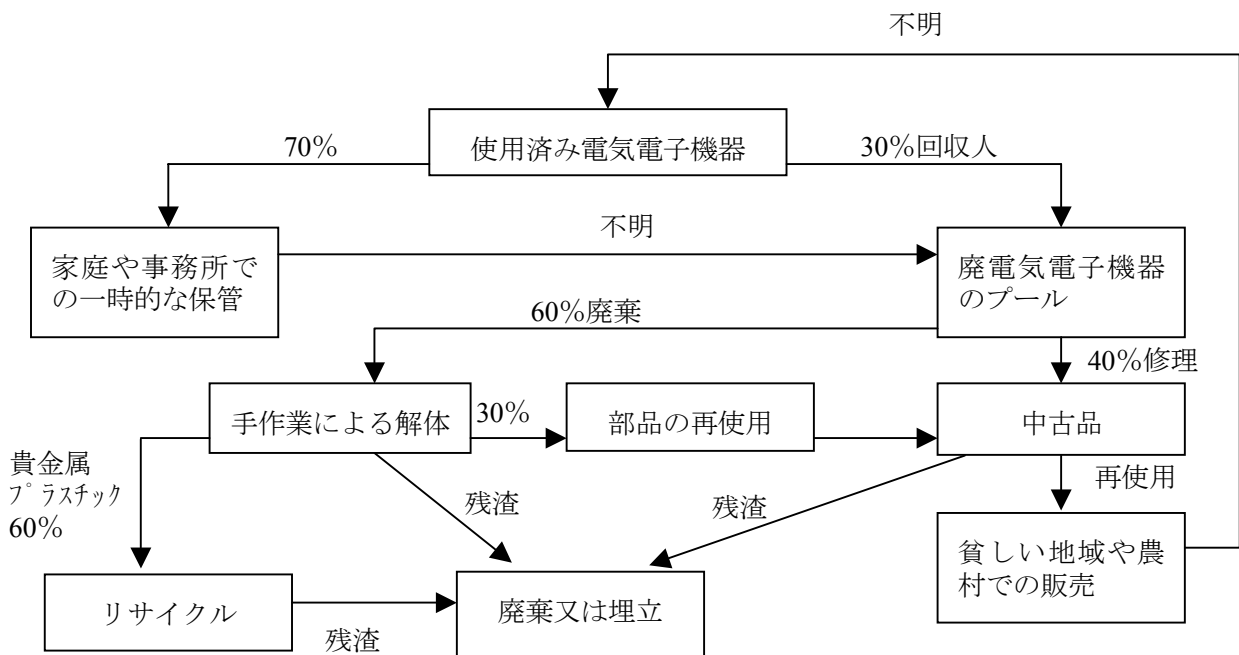 不明
使用済み電気電子機器
70%
30%回収人
不明
家庭や事務所で
の一時的な保管
廃電気電子機器
のプール
60%廃棄
40%修理
手作業による解体
30%
部品の再使用
中古品
貴金属
プラスチック
60%
残渣
残渣
再使用
貧しい地域や農
村での販売
リサイクル
残渣
廃棄又は埋立